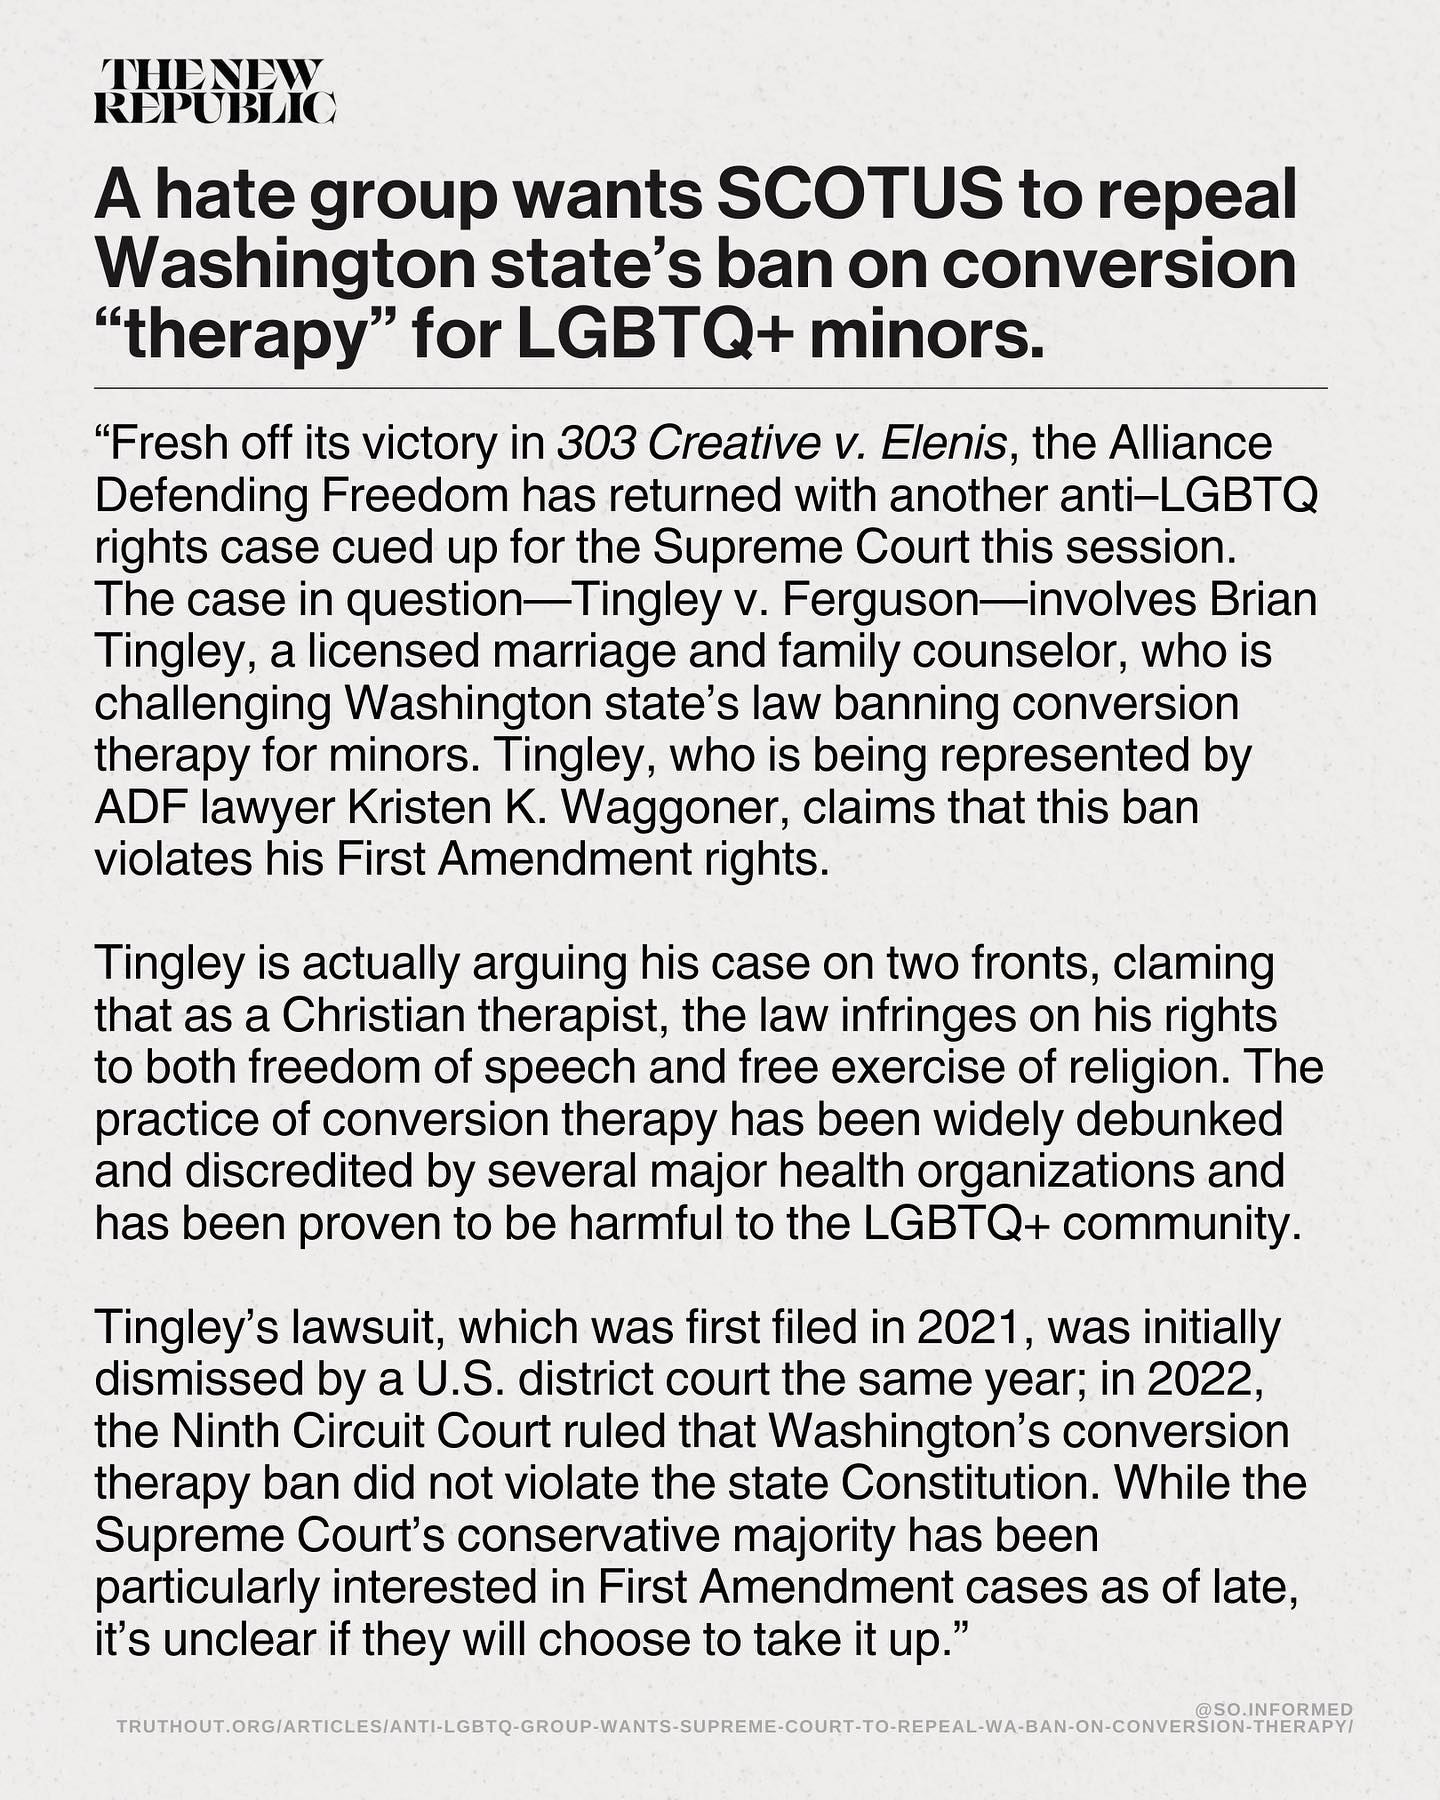 THE NEW
REPUBLIC
A hate group wants SCOTUS to repeal
Washington state’s ban on conversion
“therapy” for LGBTQ+ minors.
“Fresh off its victory in 303 Creative v. Elenis, the Alliance
Defending Freedom has returned with another anti–LGBTQ
rights case cued up for the Supreme Court this session.
The case in question—Tingley v. Ferguson—involves Brian
Tingley, a licensed marriage and family counselor, who is
challenging Washington state’s law banning conversion
therapy for minors. Tingley, who is being represented by
ADF lawyer Kristen K. Waggoner, claims that this ban
violates his First Amendment rights.
Tingley is actually arguing his case on two fronts, claming
that as a Christian therapist, the law infringes on his rights
to both freedom of speech and free exercise of religion. The
practice of conversion therapy has been widely debunked
and discredited by several major health organizations and
has been proven to be harmful to the LGBTQ+ community.
Tingley’s lawsuit, which was first filed in 2021, was initially
dismissed by a U.S. district court the same year; in 2022,
the Ninth Circuit Court ruled that Washington’s conversion
therapy ban did not violate the state Constitution. While the
Supreme Court’s conservative majority has been
particularly interested in First Amendment cases as of late,
it’s unclear if they will choose to take it up.”
@SO.INFORMED
TRUTHOUT.ORG/ARTICLES/ANTI-LGBTQ-GROUP-WANTS-SUPREME-COURT-TO-REPEAL-WA-BAN-ON-CONVERSION-THERAPY/